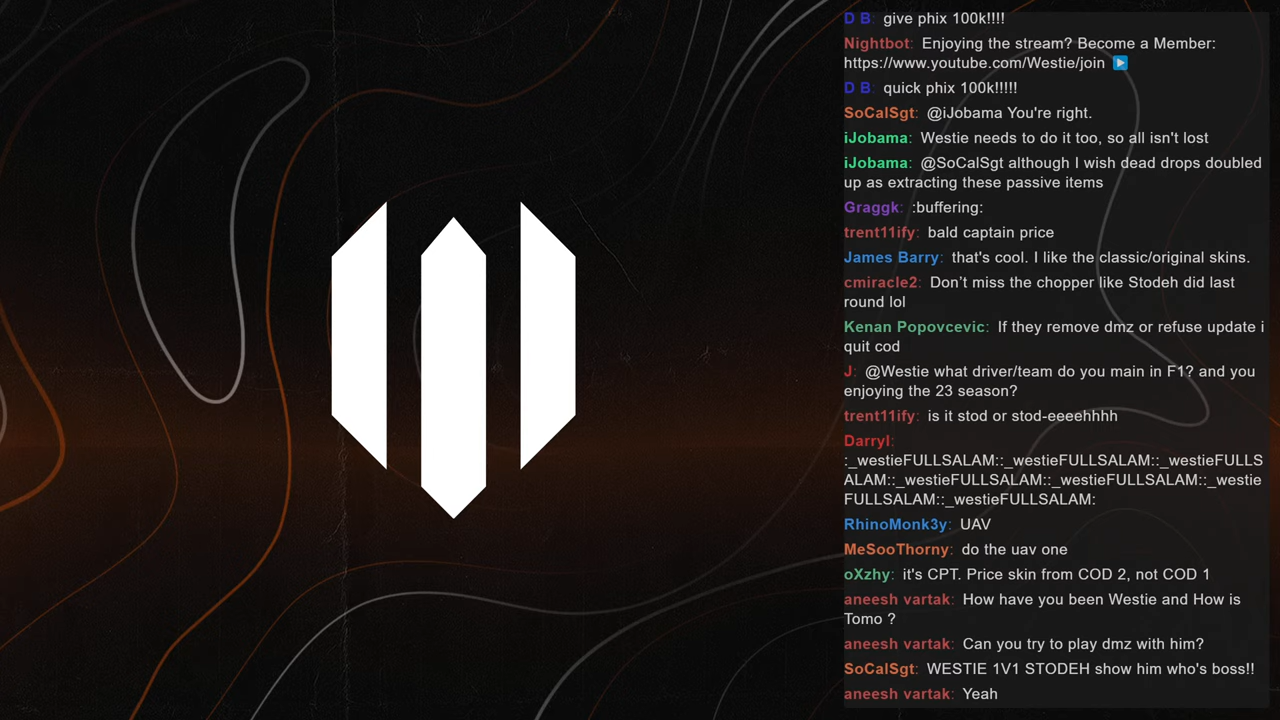 D B: give phix 100k!!!!
Nightbot: Enjoying the stream? Become a Member:
https://www.youtube.com/Westie/join
D B: quick phix 100k!!!!!
SoCalSgt: @iJobama You're right.
iJobama: Westie needs to do it too, so all isn't lost
iJobama: @SoCalSgt although I wish dead drops doubled
up as extracting these passive items
Graggk: :buffering:
trent11ify: bald captain price
James Barry: that's cool. I like the classic/original skins.
cmiracle2: Don’t miss the chopper like Stodeh did last
round lol
Kenan Popovcevic: If they remove dmz or refuse update i
quit cod
J: @Westie what driver/team do you main in F1? and you
enjoying the 23 season?
trent11ify: is it stod or stod-eeeehhhh
Darryl:
:_westieFULLSALAM::_westieFULLSALAM::_westieFULLS
ALAM::_westieFULLSALAM::_westieFULLSALAM::_westie
FULLSALAM::_westieFULLSALAM:
RhinoMonk3y: UAV
MeSooThorny: do the uav one
oXzhy: it's CPT. Price skin from COD 2, not COD 1
aneesh vartak: How have you been Westie and How is
Tomo ?
aneesh vartak: Can you try to play dmz with him?
SoCalSgt: WESTIE 1V1 STODEH show him who's boss!!
aneesh vartak: Yeah